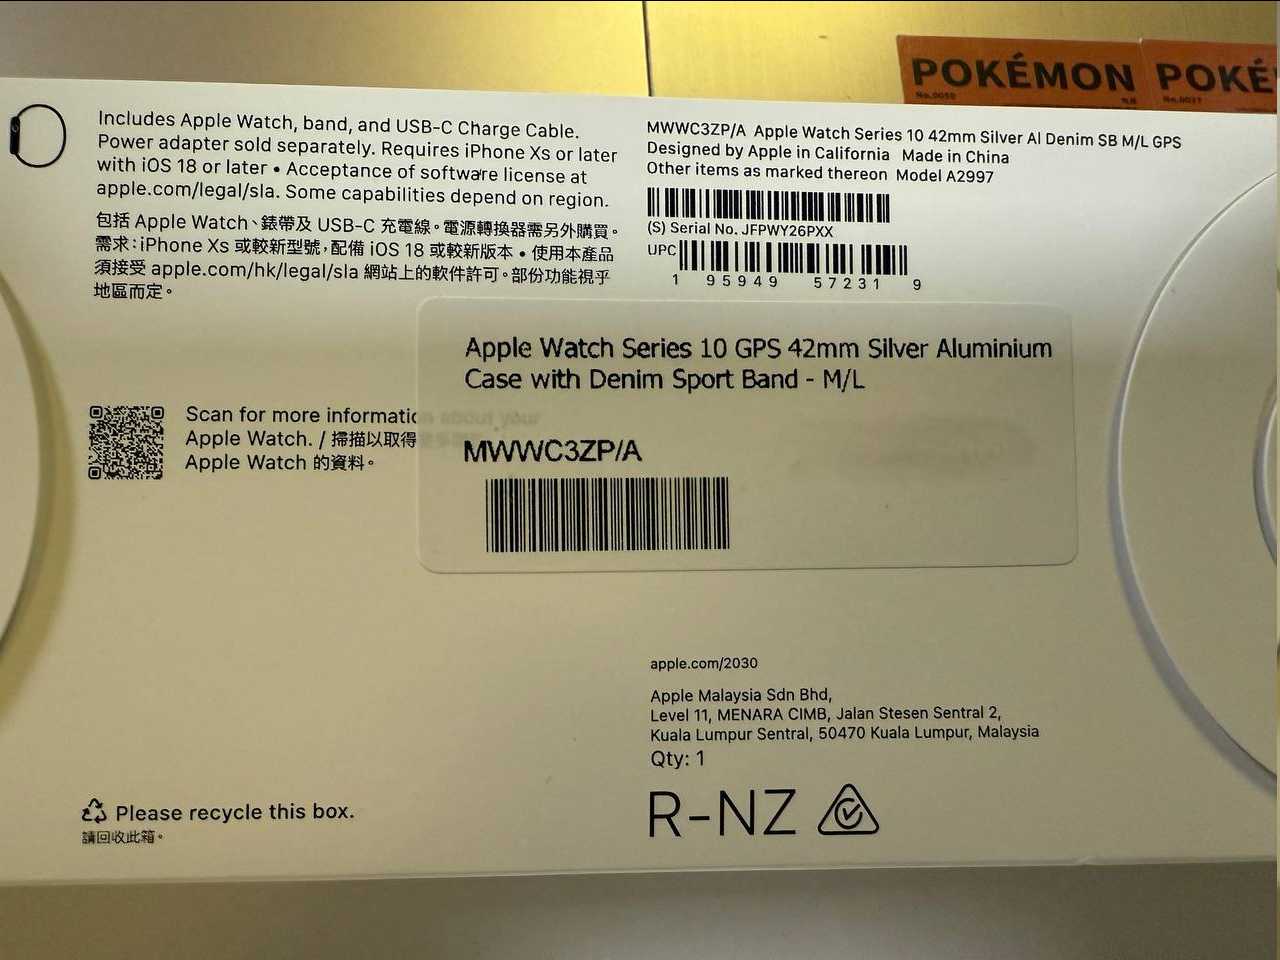 POKÉMON
No.0050
POKÉ
No.0037
Includes Apple Watch, band, and USB-C Charge Cable.
Power adapter sold separately. Requires iPhone Xs or later
with iOS 18 or later • Acceptance of software license at
apple.com/legal/sla. Some capabilities depend on region.
包括 Apple Watch、錶帶及 USB-C 充電線。電源轉換器需另外購買。
需求：iPhone Xs 或較新型號，配備 iOS 18 或較新版本 • 使用本產品
須接受 apple.com/hk/legal/sla 網站上的軟件許可。部份功能視乎
地區而定。
MWWC3ZP/A Apple Watch Series 10 42mm Silver Al Denim SB M/L GPS
Designed by Apple in California Made in China
Other items as marked thereon Model A2997
(S) Serial No. JFPWY26PXX
UPC
1 95949 57231 9
Apple Watch Series 10 GPS 42mm Silver Aluminium
Case with Denim Sport Band - M/L
MWWC3ZP/A
Scan for more information about your
Apple Watch. / 掃描以取得
Apple Watch 的資料。
apple.com/2030
Apple Malaysia Sdn Bhd,
Level 11, MENARA CIMB, Jalan Stesen Sentral 2,
Kuala Lumpur Sentral, 50470 Kuala Lumpur, Malaysia
Qty: 1
R-NZ
Please recycle this box.
請回收此箱。